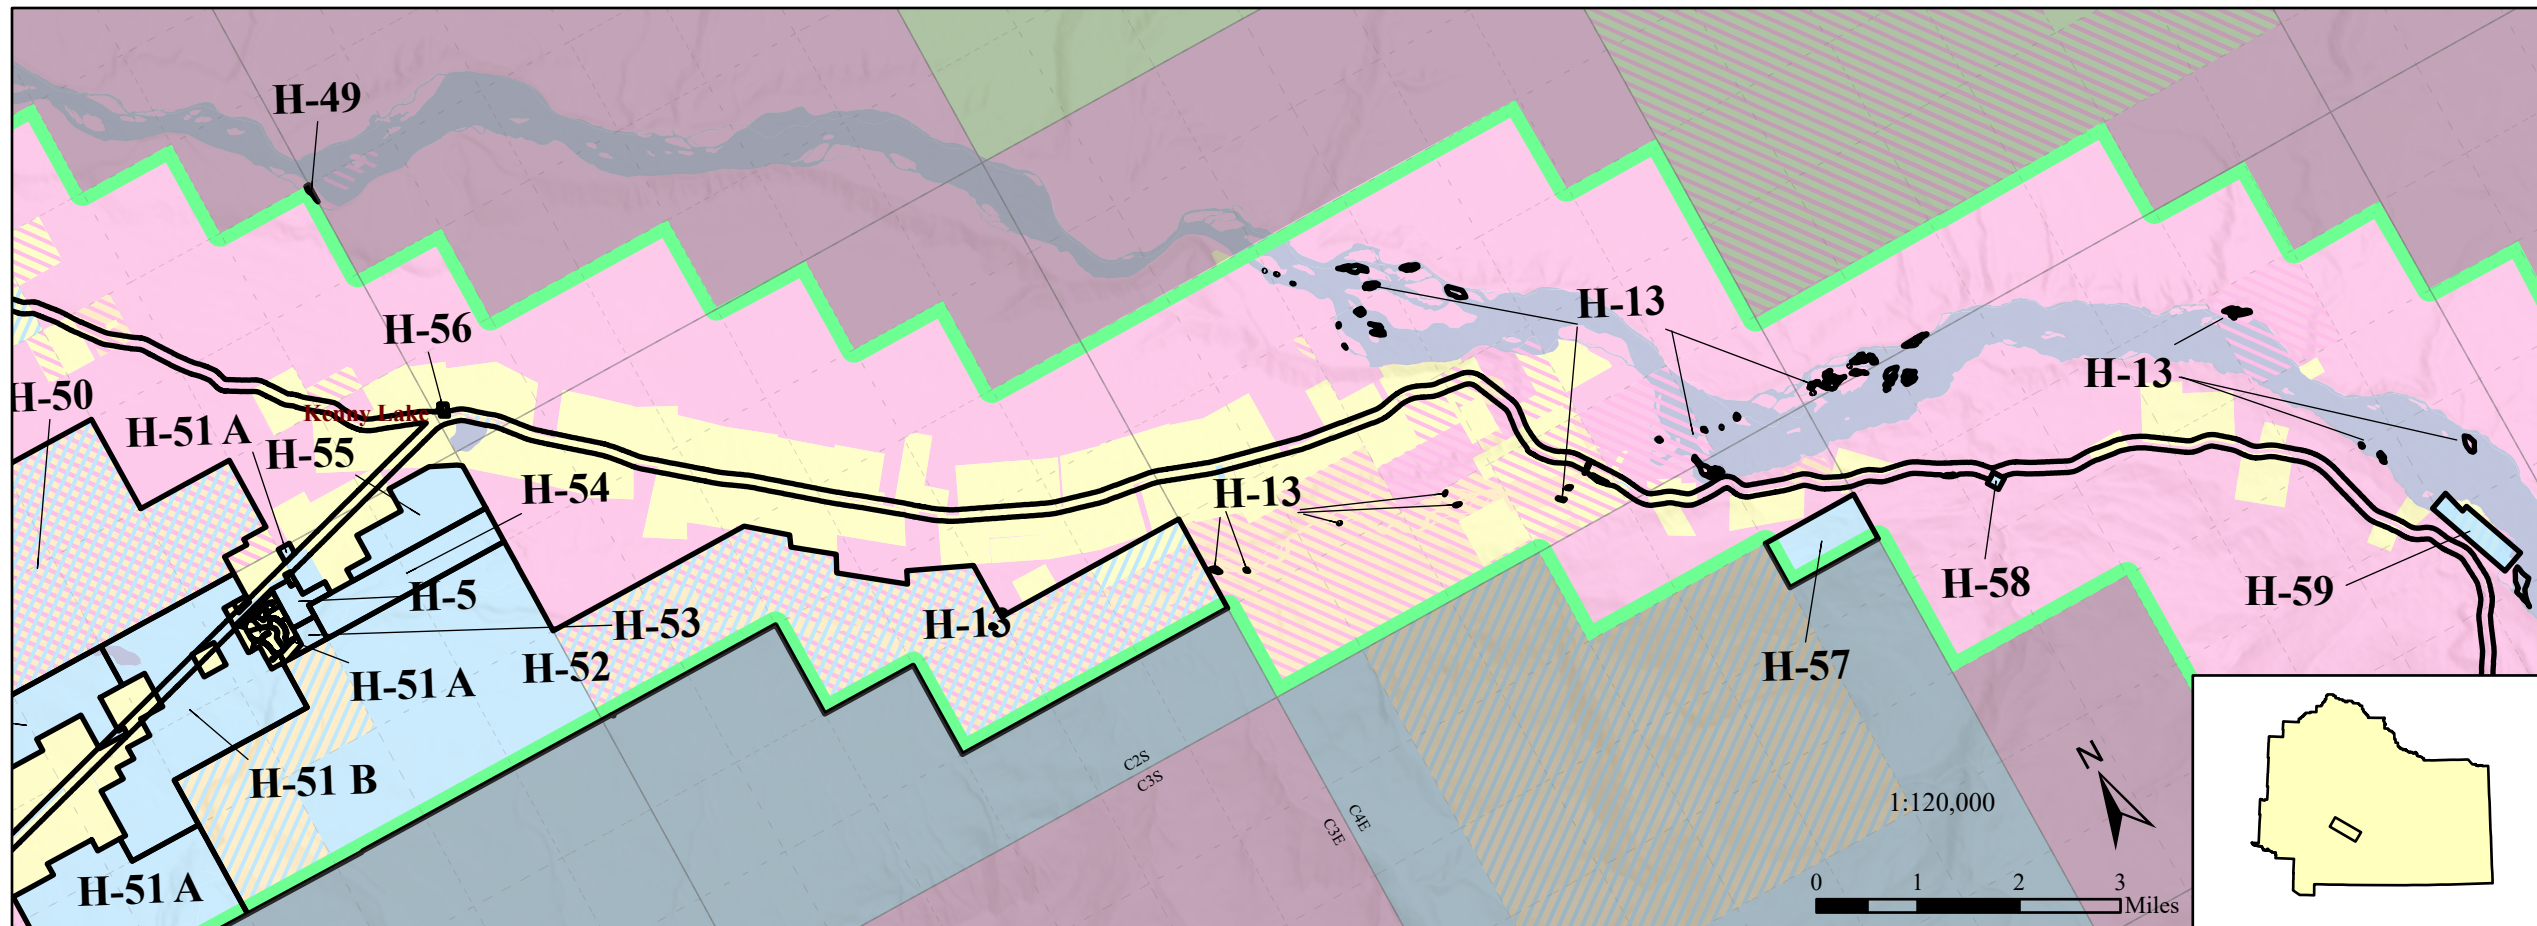 H-49
H-13
H-56
H-13
H-50
Kenny Lake
H-51 A
H-55
H-54
H-13
H-5
H-53
H-13
H-58
H-59
H-52
H-57
H-51 A
H-51 B
C2S
C3S
N
1:120,000
C4E
C3E
H-51 A
0 1 2 3
Miles